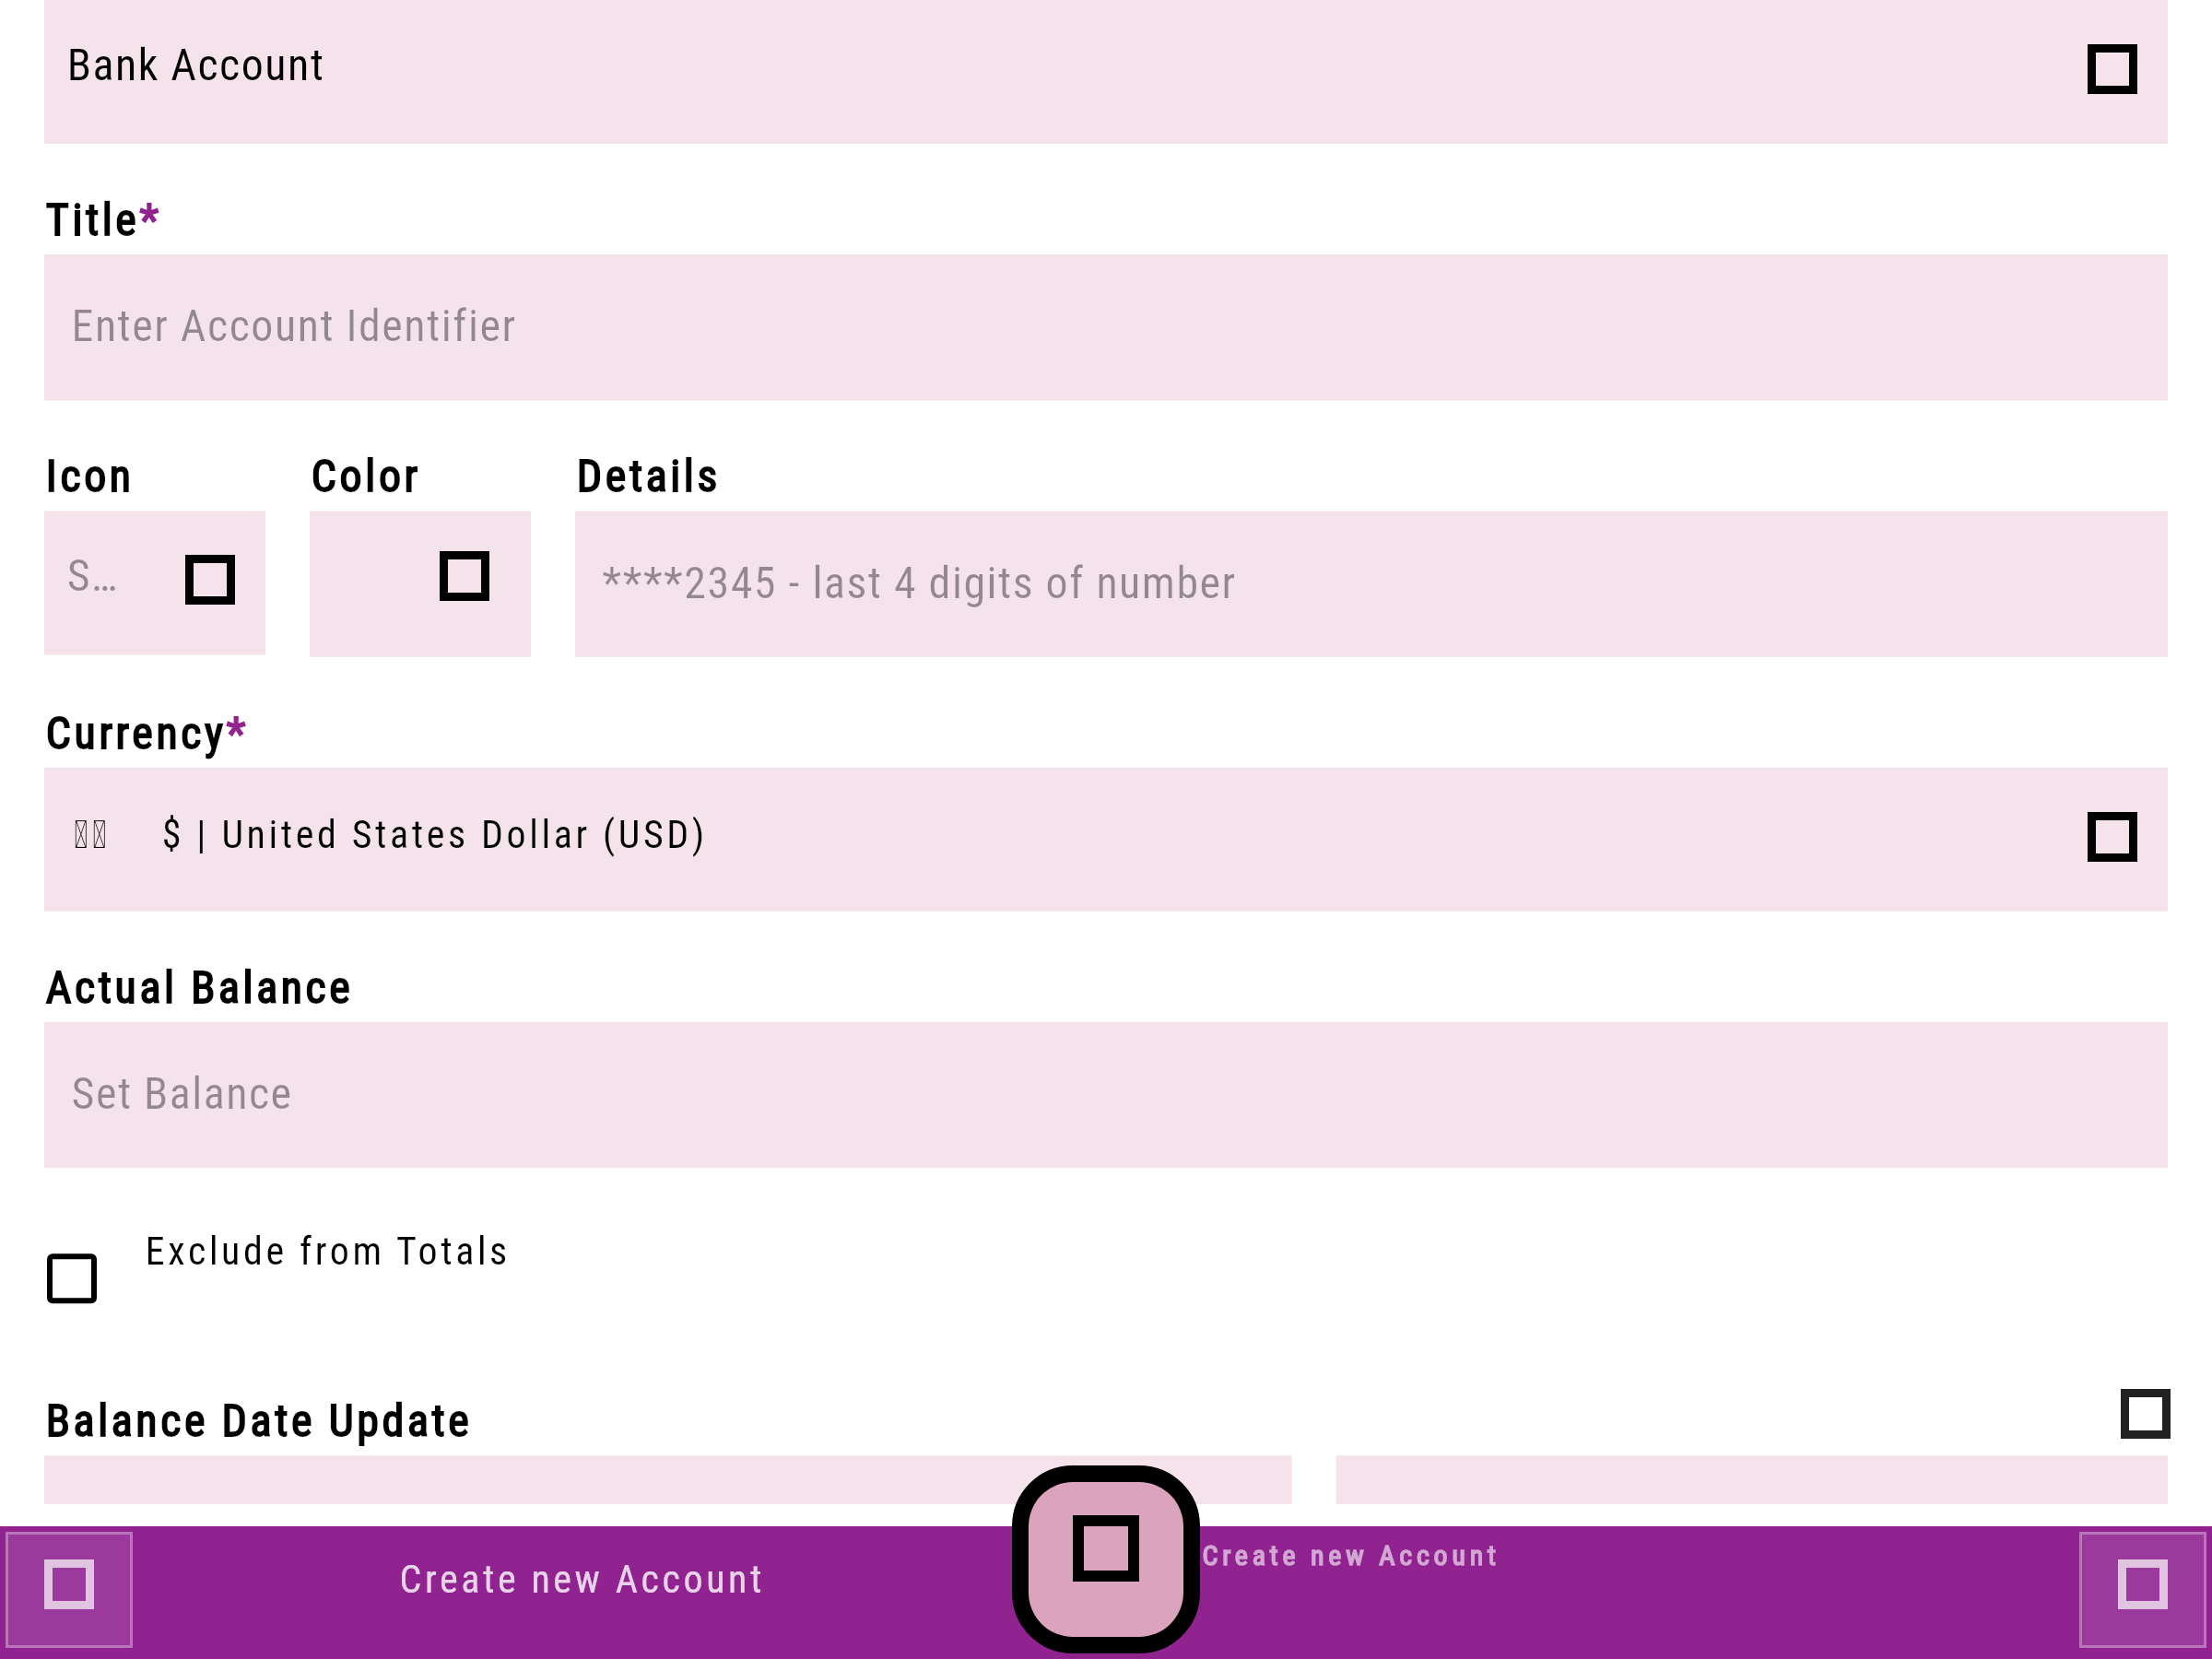 Bank Account
Title*
Enter Account Identifier
Icon Color Details
S… ****2345 - last 4 digits of number
Currency*
$ | United States Dollar (USD)
Actual Balance
Set Balance
Exclude from Totals
Balance Date Update
Create new Account
Create new Account